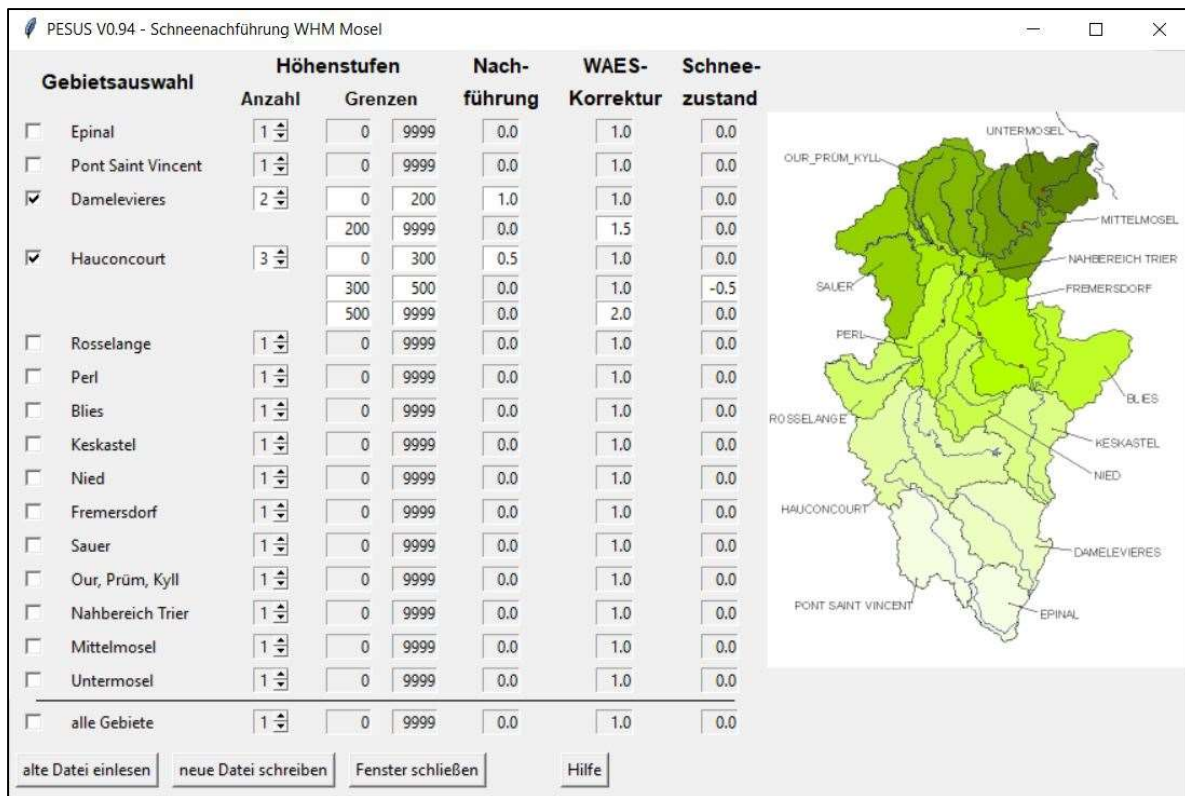 PESUS V0.94 - Schneenachführung WHM Mosel
Gebietsauswahl Höhenstufen Nach- WAES- Schnee-
Anzahl Grenzen führung Korrektur zustand
Epinal 1 0 9999 0.0 1.0 0.0
Pont Saint Vincent 1 0 9999 0.0 1.0 0.0
Damelevieres 2 0 200 1.0 1.0 0.0
200 9999 0.0 1.5 0.0
Hauconcourt 3 0 300 0.5 1.0 0.0
300 500 0.0 1.0 -0.5
500 9999 0.0 2.0 0.0
Rosselange 1 0 9999 0.0 1.0 0.0
Perl 1 0 9999 0.0 1.0 0.0
Blies 1 0 9999 0.0 1.0 0.0
Keskastel 1 0 9999 0.0 1.0 0.0
Nied 1 0 9999 0.0 1.0 0.0
Fremersdorf 1 0 9999 0.0 1.0 0.0
Sauer 1 0 9999 0.0 1.0 0.0
Our, Prüm, Kyll 1 0 9999 0.0 1.0 0.0
Nahbereich Trier 1 0 9999 0.0 1.0 0.0
Mittelmosel 1 0 9999 0.0 1.0 0.0
Untermosel 1 0 9999 0.0 1.0 0.0
alle Gebiete 1 0 9999 0.0 1.0 0.0
alte Datei einlesen neue Datei schreiben Fenster schließen Hilfe
UNTERMOSEL
OUR_PRÜM_KYLL
MITTELMOSEL
NAHBEREICH TRIER
SAUER
FREMERSDORF
PERL
BLIES
ROSSELANGE
KESKASTEL
NIED
HAUCONCOURT
DAMELEVIERES
PONT SAINT VINCENT
EPINAL